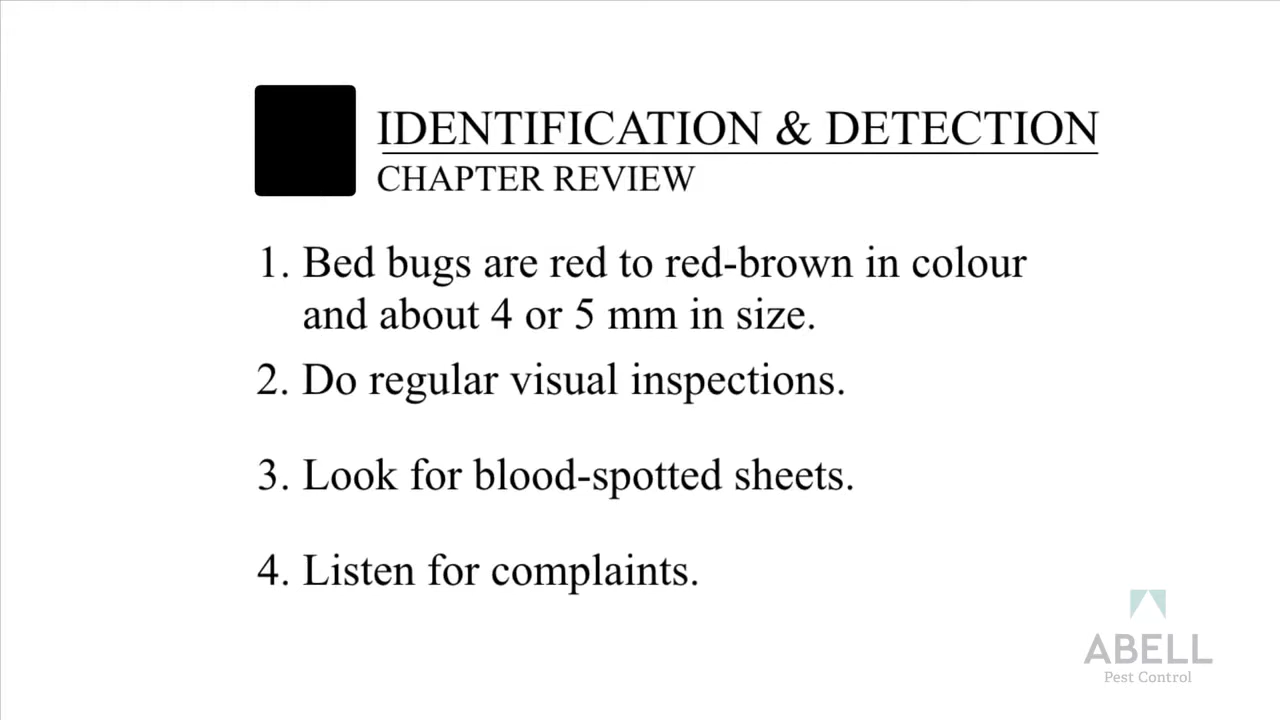 IDENTIFICATION & DETECTION
CHAPTER REVIEW
1. Bed bugs are red to red-brown in colour
and about 4 or 5 mm in size.
2. Do regular visual inspections.
3. Look for blood-spotted sheets.
4. Listen for complaints.
ABELL
Pest Control